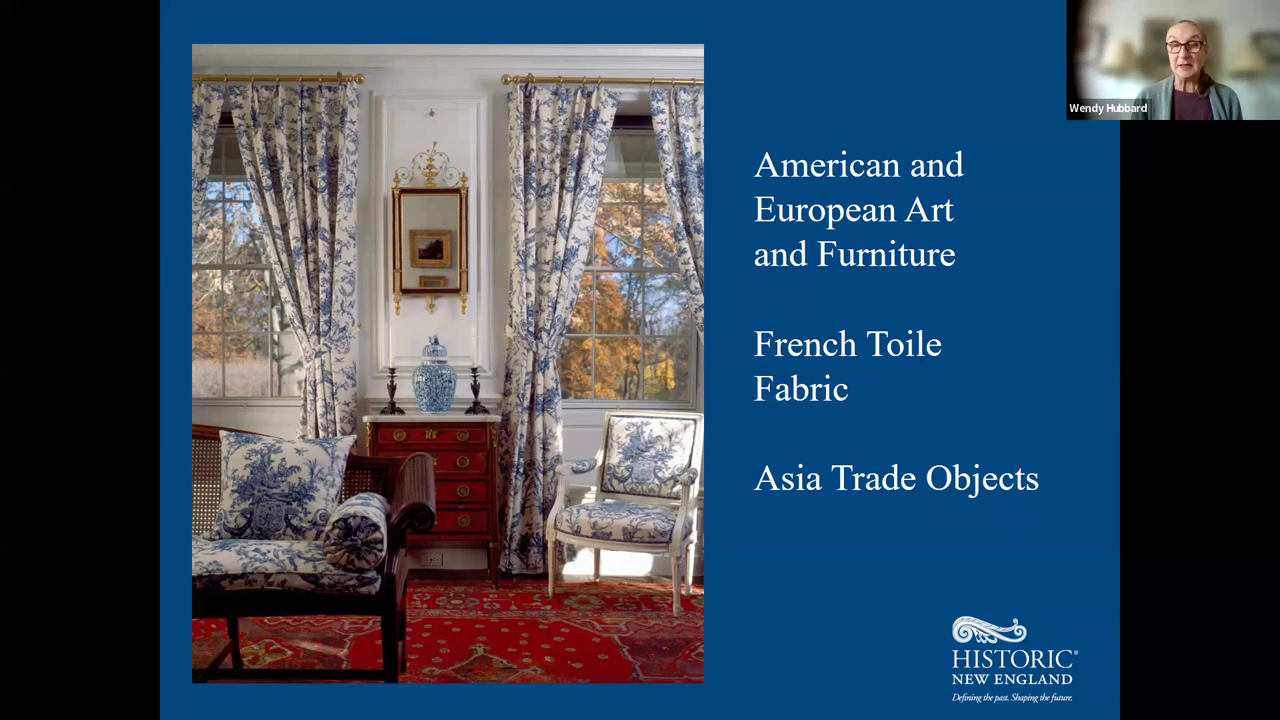 Wendy Hubbard
American and
European Art
and Furniture
French Toile
Fabric
Asia Trade Objects
HISTORIC®
NEW ENGLAND
Defining the past. Shaping the future.